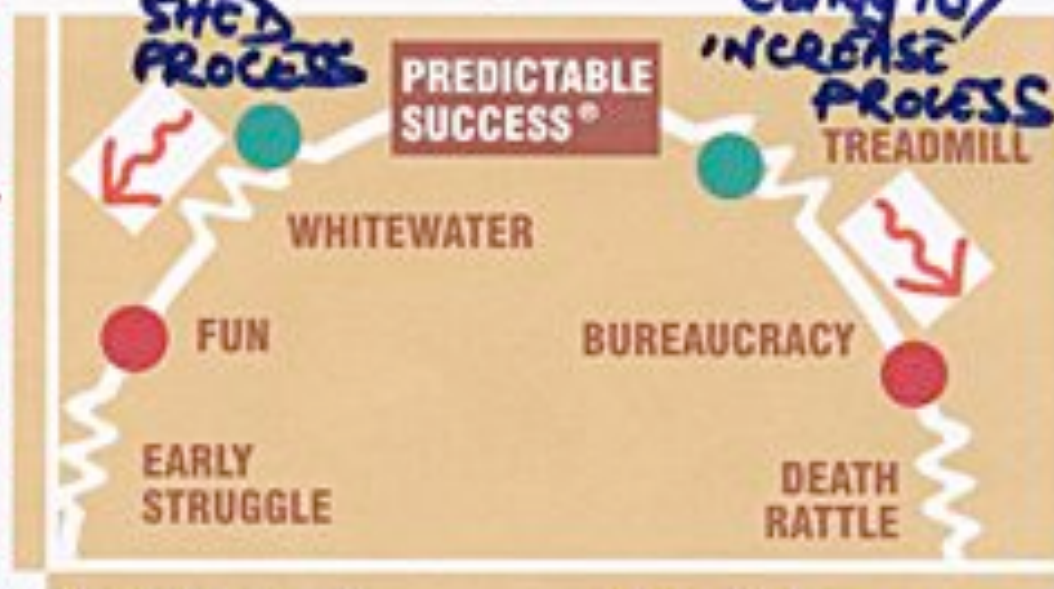 SHED
PROCESS
INCREASE
PROCESS
PREDICTABLE
SUCCESS®
TREADMILL
WHITEWATER
FUN
BUREAUCRACY
EARLY
STRUGGLE
DEATH
RATTLE